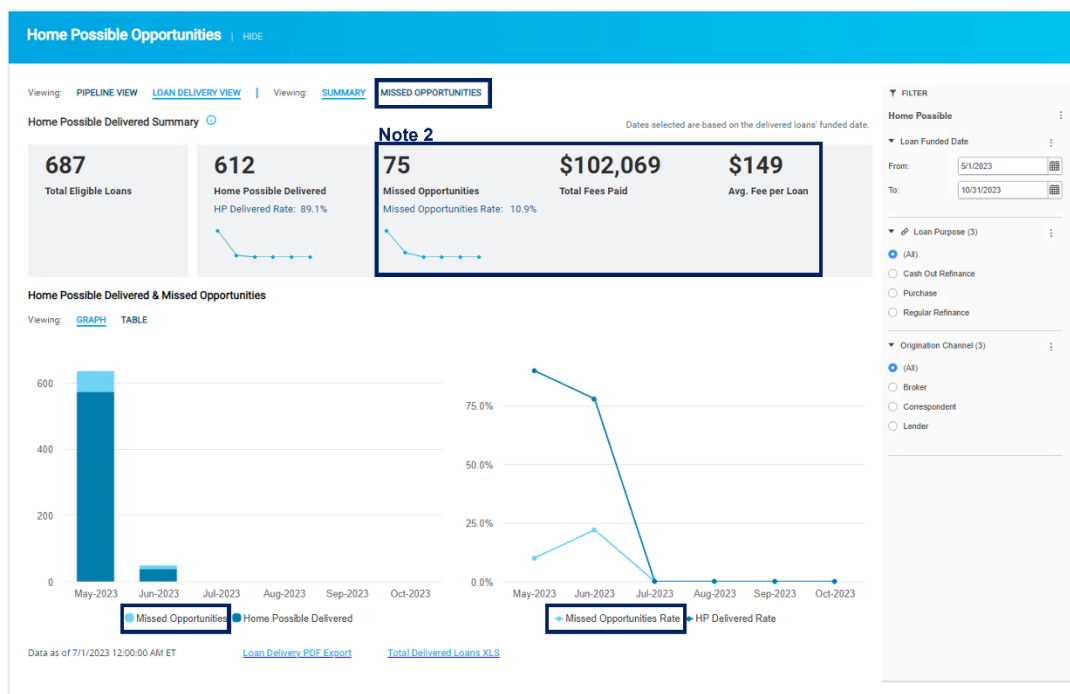 Home Possible Opportunities | HIDE
Viewing: PIPELINE VIEW LOAN DELIVERY VIEW | Viewing: SUMMARY MISSED OPPORTUNITIES
Home Possible Delivered Summary
Dates selected are based on the delivered loans' funded date.
Note 2
687
Total Eligible Loans
612
Home Possible Delivered
HP Delivered Rate: 89.1%
75
Missed Opportunities
Missed Opportunities Rate: 10.9%
$102,069
Total Fees Paid
$149
Avg. Fee per Loan
Home Possible Delivered & Missed Opportunities
Viewing: GRAPH TABLE
600
400
200
0
May-2023 Jun-2023 Jul-2023 Aug-2023 Sep-2023 Oct-2023
Missed Opportunities Home Possible Delivered
75.0%
50.0%
25.0%
0.0%
May-2023 Jun-2023 Jul-2023 Aug-2023 Sep-2023 Oct-2023
Missed Opportunities Rate HP Delivered Rate
Data as of 7/1/2023 12:00:00 AM ET Loan Delivery PDF Export Total Delivered Loans XLS
FILTER
Home Possible
Loan Funded Date
From: 5/1/2023
To: 10/31/2023
Loan Purpose (3)
(All)
Cash Out Refinance
Purchase
Regular Refinance
Origination Channel (3)
(All)
Broker
Correspondent
Lender